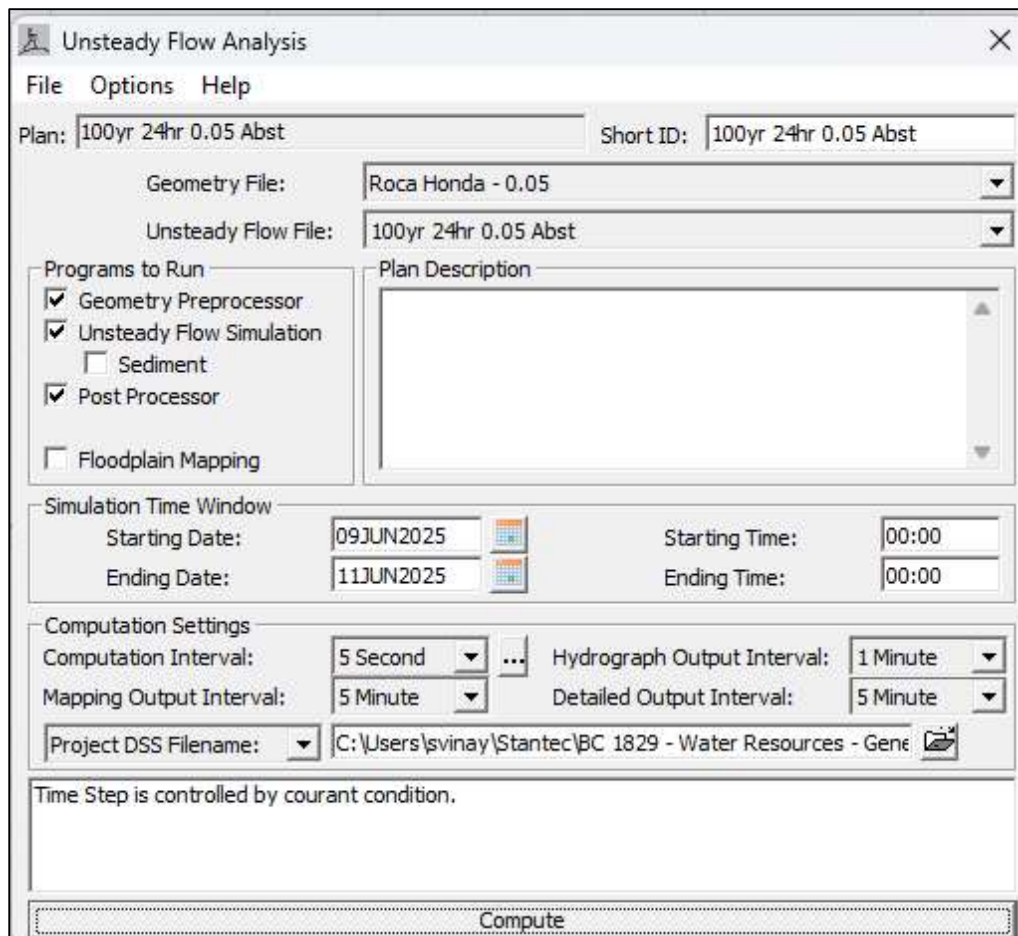 Unsteady Flow Analysis
File Options Help
Plan: 100yr 24hr 0.05 Abst Short ID: 100yr 24hr 0.05 Abst
Geometry File: Roca Honda - 0.05
Unsteady Flow File: 100yr 24hr 0.05 Abst
Programs to Run Plan Description
Geometry Preprocessor
Unsteady Flow Simulation
Sediment
Post Processor
Floodplain Mapping
Simulation Time Window
Starting Date: 09JUN2025 Starting Time: 00:00
Ending Date: 11JUN2025 Ending Time: 00:00
Computation Settings
Computation Interval: 5 Second ... Hydrograph Output Interval: 1 Minute
Mapping Output Interval: 5 Minute Detailed Output Interval: 5 Minute
Project DSS Filename: C:\Users\svinay\Stantec\BC 1829 - Water Resources - Gene
Time Step is controlled by courant condition.
Compute